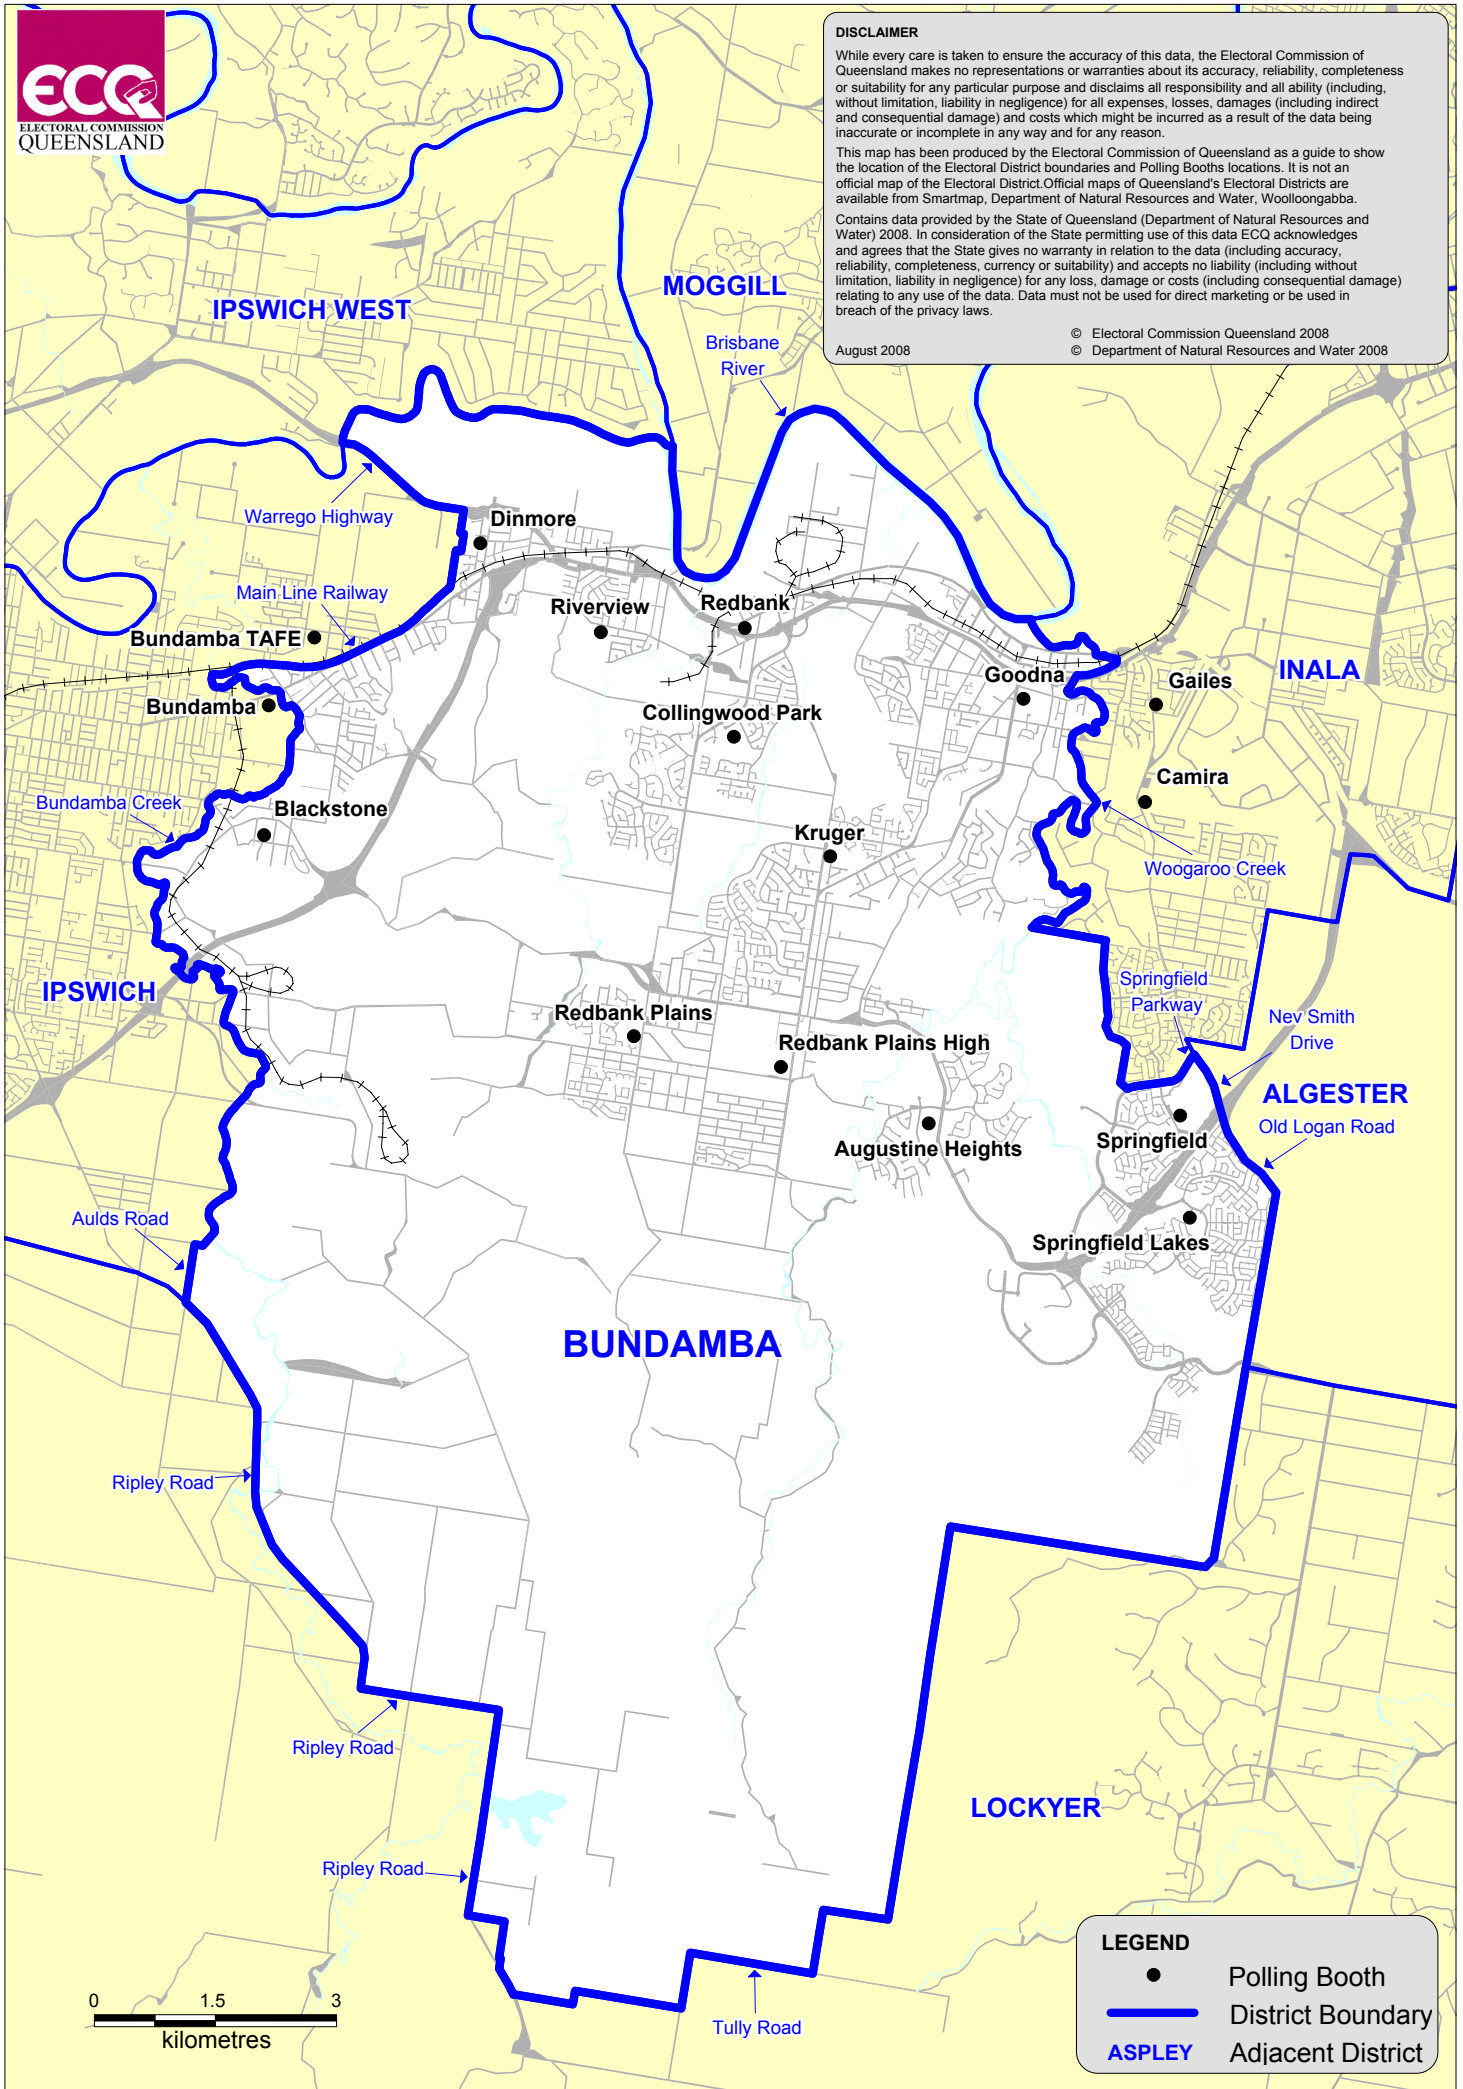 ECQ
ELECTORAL COMMISSION
QUEENSLAND
DISCLAIMER
While every care is taken to ensure the accuracy of this data, the Electoral Commission of
Queensland makes no representations or warranties about its accuracy, reliability, completeness
or suitability for any particular purpose and disclaims all responsibility and all ability (including,
without limitation, liability in negligence) for all expenses, losses, damages (including indirect
and consequential damage) and costs which might be incurred as a result of the data being
inaccurate or incomplete in any way and for any reason.
This map has been produced by the Electoral Commission of Queensland as a guide to show
the location of the Electoral District boundaries and Polling Booths locations. It is not an
official map of the Electoral District.Official maps of Queensland's Electoral Districts are
available from Smartmap, Department of Natural Resources and Water, Woolloongabba.
Contains data provided by the State of Queensland (Department of Natural Resources and
Water) 2008. In consideration of the State permitting use of this data ECQ acknowledges
and agrees that the State gives no warranty in relation to the data (including accuracy,
reliability, completeness, currency or suitability) and accepts no liability (including without
limitation, liability in negligence) for any loss, damage or costs (including consequential damage)
relating to any use of the data. Data must not be used for direct marketing or be used in
breach of the privacy laws.
© Electoral Commission Queensland 2008
August 2008
© Department of Natural Resources and Water 2008
MOGGILL
IPSWICH WEST
Brisbane
River
Warrego Highway
Dinmore
Main Line Railway
Riverview
Redbank
Bundamba TAFE
Goodna
INALA
Gailes
Bundamba
Collingwood Park
Camira
Bundamba Creek
Blackstone
Kruger
Woogaroo Creek
IPSWICH
Springfield
Parkway
Redbank Plains
Nev Smith
Drive
Redbank Plains High
ALGESTER
Old Logan Road
Springfield
Augustine Heights
Aulds Road
Springfield Lakes
BUNDAMBA
Ripley Road
Ripley Road
LOCKYER
Ripley Road
Tully Road
0 1.5 3
kilometres
LEGEND
Polling Booth
District Boundary
ASPLEY Adjacent District